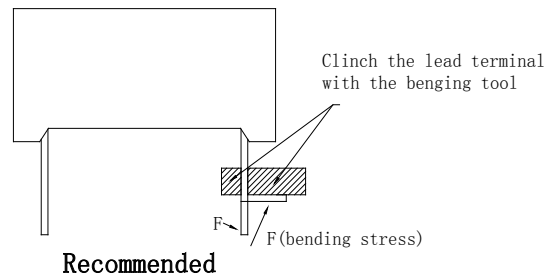 Clinch the lead terminal
with the benging tool
F
F(bending stress)
Recommended